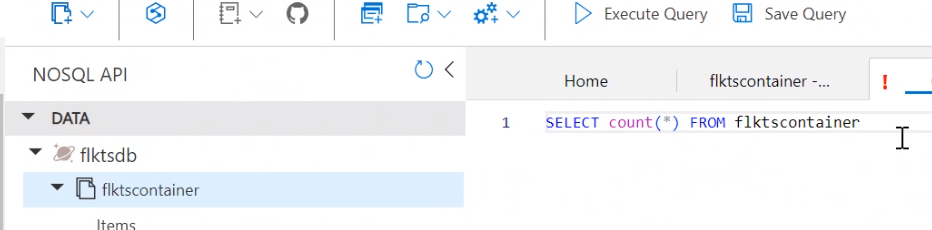 Execute Query Save Query
NOSQL API
Home flktscontainer -...
DATA
1 SELECT count(*) FROM flktscontainer
flktsdb
flktscontainer
Items